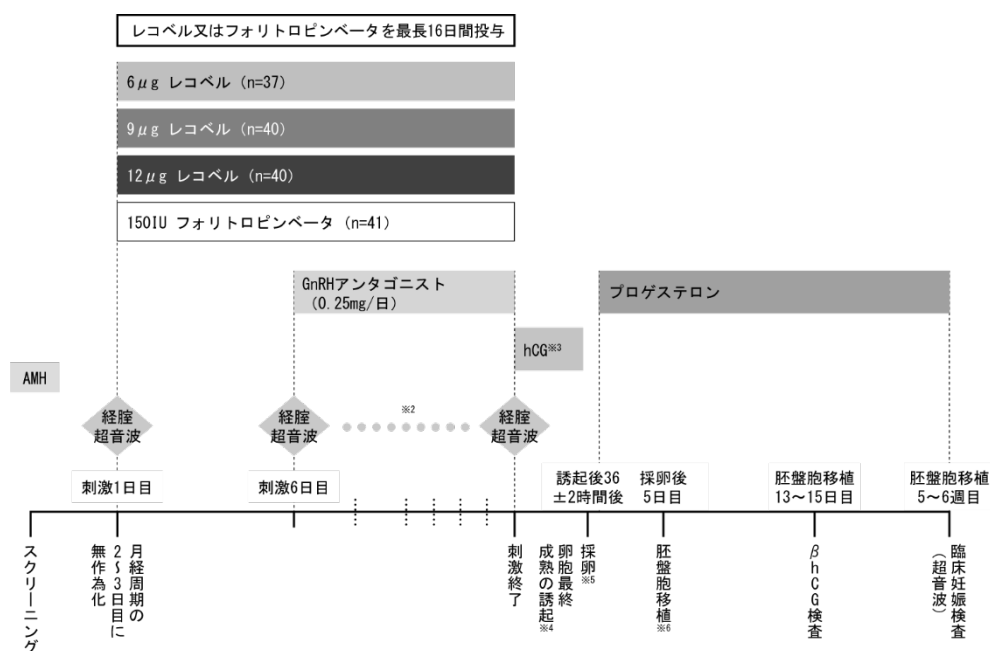 レコベル又はフォリトロピンベータを最長16日間投与
6μg レコベル (n=37)
9μg レコベル (n=40)
12μg レコベル (n=40)
150IU フォリトロピンベータ (n=41)
GnRHアンタゴニスト
（0.25mg/日）
プロゲステロン
hCG※3
AMH
経腟
超音波
経腟
超音波
※2
経腟
超音波
刺激1日目
刺激6日目
誘起後36
±2時間後
採卵後
5日目
胚盤胞移植
13～15日目
胚盤胞移植
5～6週目
スクリーニング
月経周期の
2～3日目に
無作為化
刺激終了
卵胞最終
成熟の誘起※4
採卵※5
胚盤胞移植※6
βhCG検査
臨床妊娠検査
（超音波）